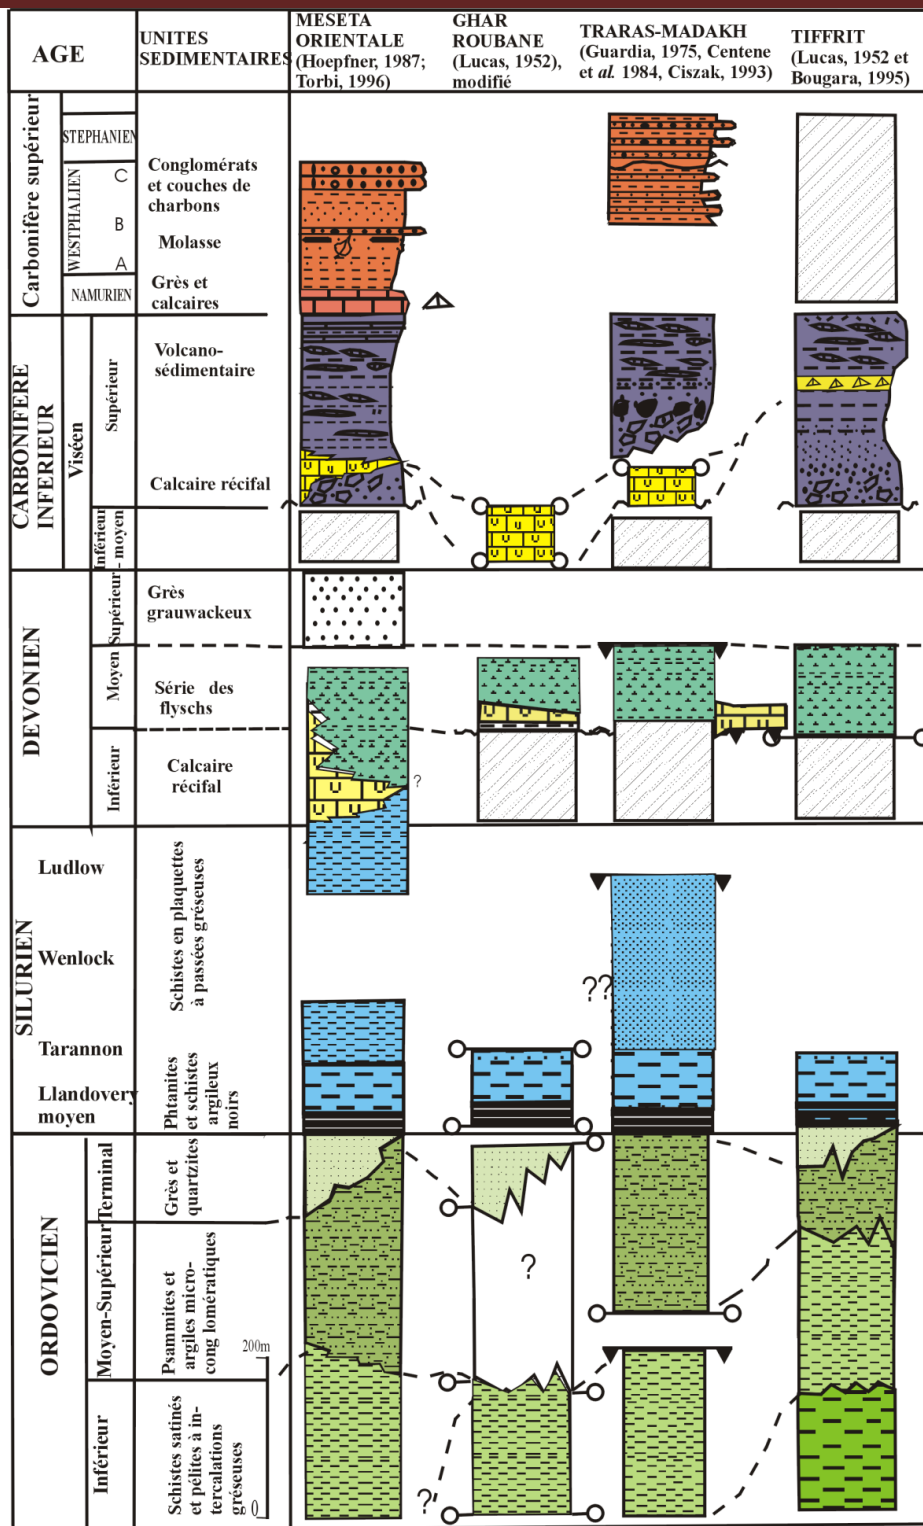 AGE
UNITES
SEDIMENTAIRES
MESETA
ORIENTALE
(Hoepfner, 1987;
Torbi, 1996)
GHAR
ROUBANE
(Lucas, 1952),
modifié
TRARAS-MADAKH
(Guardia, 1975, Centene
et al. 1984, Ciszak, 1993)
TIFFRIT
(Lucas, 1952 et
Bougara, 1995)
Carbonifère supérieur
STEPHANIEN
WESTPHALIEN
C
B
A
NAMURIEN
Conglomérats
et couches de
charbons
Molasse
Grès et
calcaires
CARBONIFERE
INFERIEUR
Viséen
Supérieur
Inférieur
- moyen
Volcano-
sédimentaire
Calcaire récifal
DEVONIEN
Supérieur
Moyen
Inférieur
Grès
grauwackeux
Série des
flyschs
Calcaire
récifal
?
SILURIEN
Ludlow
Wenlock
Tarannon
Llandovery
moyen
Schistes en plaquettes
à passées gréseuses
Phtanites
et schistes
argileux
noirs
??
ORDOVICIEN
Terminal
Moyen-Supérieur
Inférieur
Grès et
quartzites
Psammites et
argiles micro-
cong lomératiques
200m
Schistes satinés
et pélites à in-
tercalations
gréseuses
0
?
?